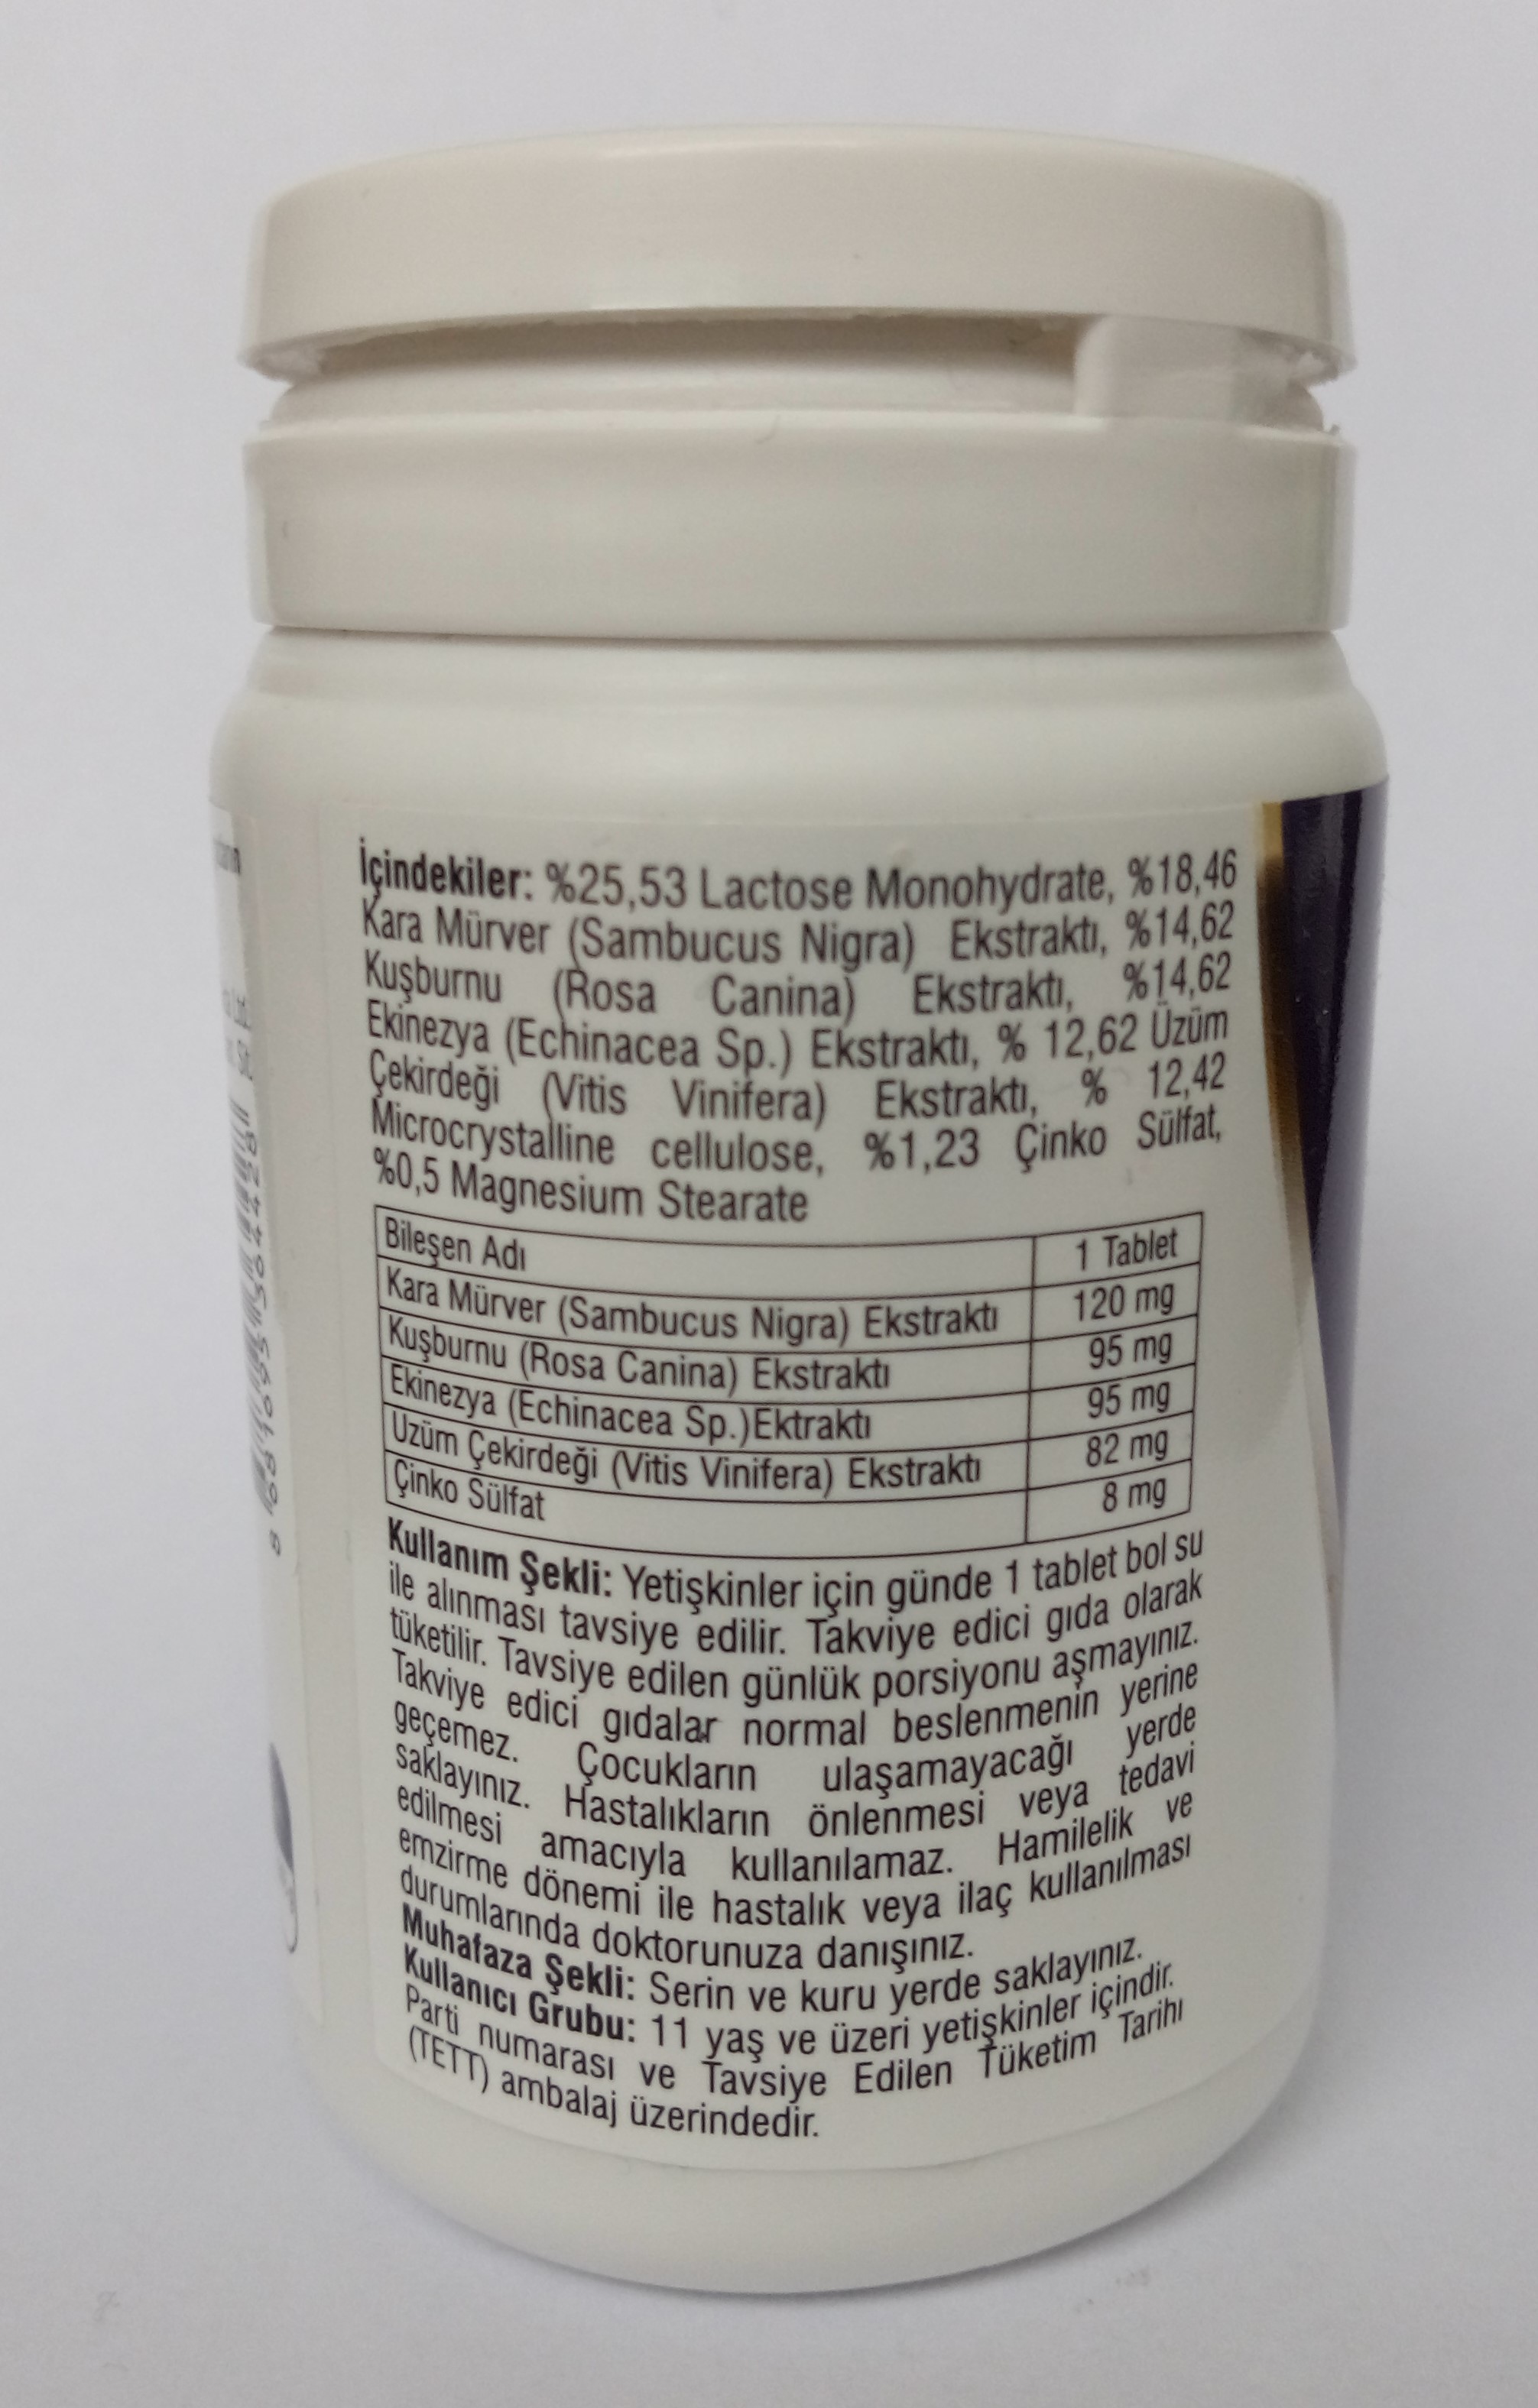 İçindekiler: %25,53 Lactose Monohydrate, %18,46
Kara Mürver (Sambucus Nigra) Ekstraktı, %14,62
Kuşburnu (Rosa Canina) Ekstraktı, %14,62
Ekinezya (Echinacea Sp.) Ekstraktı, % 12,62 Üzüm
Çekirdeği (Vitis Vinifera) Ekstraktı, % 12,42
Microcrystalline cellulose, %1,23 Çinko Sülfat,
%0,5 Magnesium Stearate
Bileşen Adı 1 Tablet
Kara Mürver (Sambucus Nigra) Ekstraktı 120 mg
Kuşburnu (Rosa Canina) Ekstraktı 95 mg
Ekinezya (Echinacea Sp.)Ektraktı 95 mg
Üzüm Çekirdeği (Vitis Vinifera) Ekstraktı 82 mg
Çinko Sülfat 8 mg
Kullanım Şekli: Yetişkinler için günde 1 tablet bol su
ile alınması tavsiye edilir. Takviye edici gıda olarak
tüketilir. Tavsiye edilen günlük porsiyonu aşmayınız.
Takviye edici gıdalar normal beslenmenin yerine
geçemez. Çocukların ulaşamayacağı yerde
saklayınız. Hastalıkların önlenmesi veya tedavi
edilmesi amacıyla kullanılamaz. Hamilelik ve
emzirme dönemi ile hastalık veya ilaç kullanılması
durumlarında doktorunuza danışınız.
Muhafaza Şekli: Serin ve kuru yerde saklayınız.
Kullanıcı Grubu: 11 yaş ve üzeri yetişkinler içindir.
Parti numarası ve Tavsiye Edilen Tüketim Tarihi
(TETT) ambalaj üzerindedir.